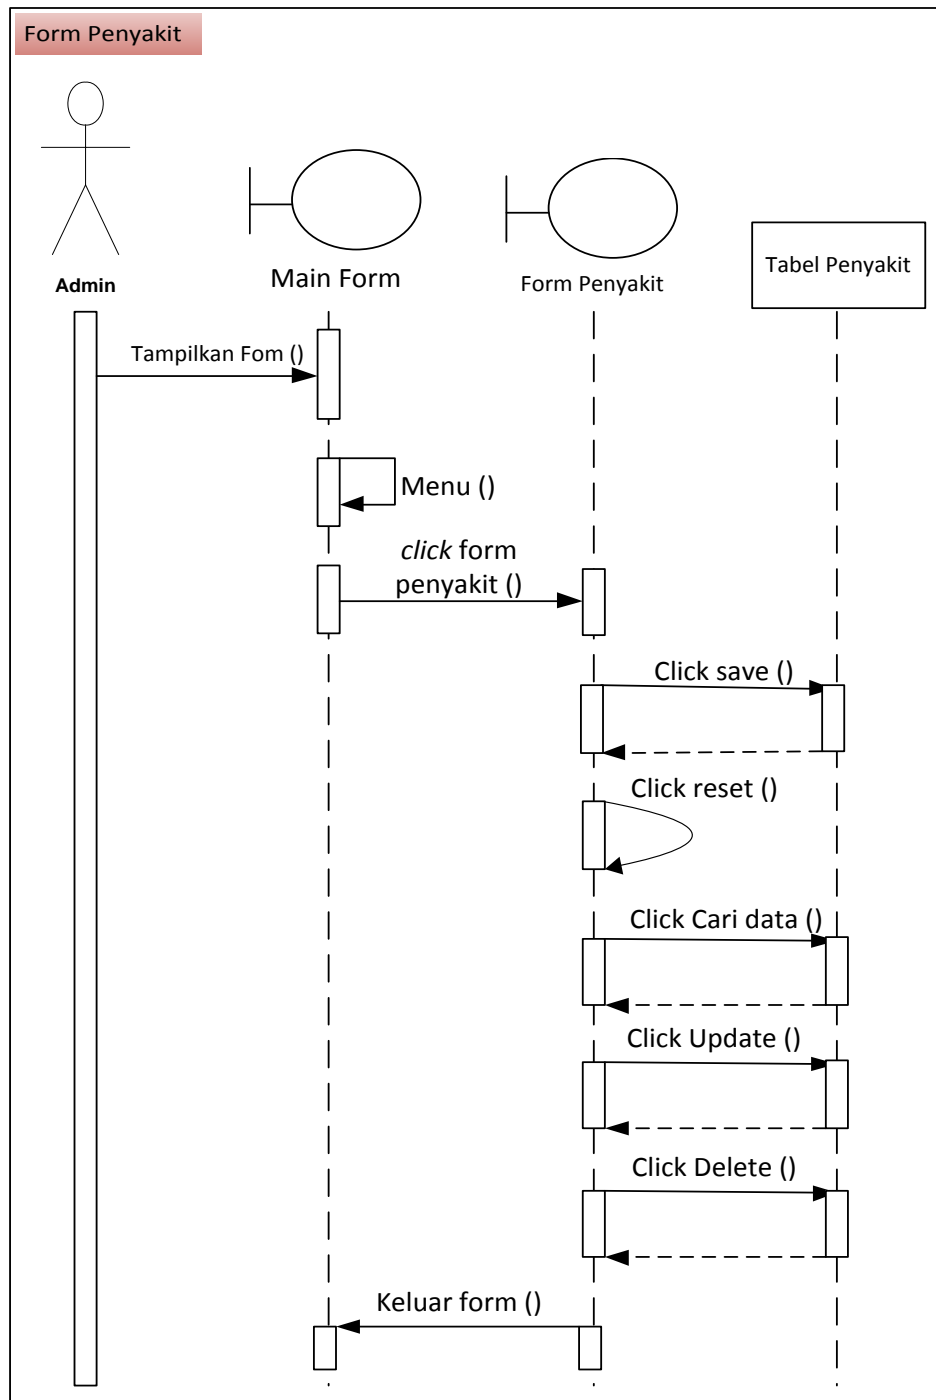 Form Penyakit
Admin
Main Form
Form Penyakit
Tabel Penyakit
Tampilkan Fom ()
Menu ()
click form
penyakit ()
Click save ()
Click reset ()
Click Cari data ()
Click Update ()
Click Delete ()
Keluar form ()